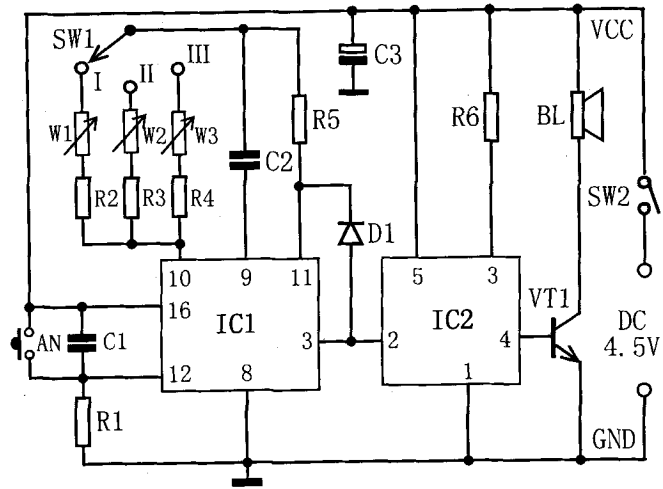 SW1
I
II
III
C3
VCC
W1
W2
W3
R5
R6
BL
R2
R3
R4
C2
SW2
D1
10
9
11
5
3
VT1
16
IC1
IC2
DC
4.5V
AN
C1
3
2
4
12
8
1
R1
GND